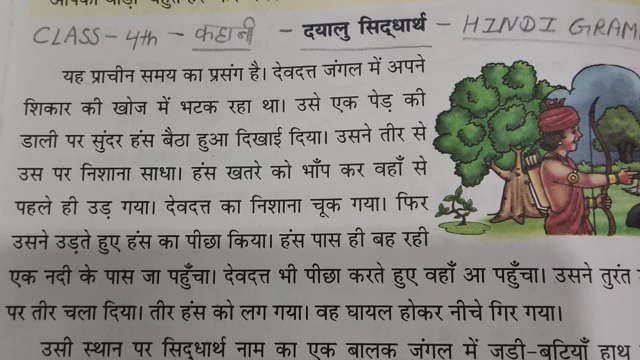 CLASS - 4th - कहानी - दयालु सिद्धार्थ - HINDI GRAM
यह प्राचीन समय का प्रसंग है। देवदत्त जंगल में अपने
शिकार की खोज में भटक रहा था। उसे एक पेड़ की
डाली पर सुंदर हंस बैठा हुआ दिखाई दिया। उसने तीर से
उस पर निशाना साधा। हंस खतरे को भाँप कर वहाँ से
पहले ही उड़ गया। देवदत्त का निशाना चूक गया। फिर
उसने उड़ते हुए हंस का पीछा किया। हंस पास ही बह रही
एक नदी के पास जा पहुँचा। देवदत्त भी पीछा करते हुए वहाँ आ पहुँचा। उसने तुरंत
पर तीर चला दिया। तीर हंस को लग गया। वह घायल होकर नीचे गिर गया।
उसी स्थान पर सिद्धार्थ नाम का एक बालक जंगल में जड़ी-बूटियाँ